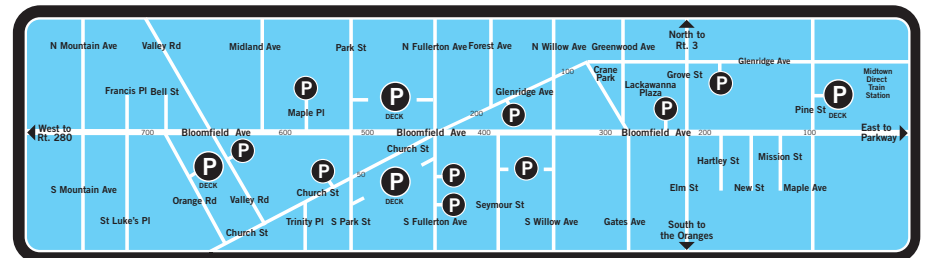 North to
Rt. 3
N Mountain Ave
Valley Rd
Midland Ave
Park St
N Fullerton Ave
Forest Ave
N Willow Ave
Greenwood Ave
Glenridge Ave
100
Crane
Park
Grove St
Midtown
Direct
Train
Station
Lackawanna
Plaza
P
Francis Pl
Bell St
P
P
DECK
Glenridge Ave
P
DECK
Maple Pl
200
P
P
Pine St
West to
Rt. 280
700
Bloomfield Ave
600
500
Bloomfield Ave
400
300
Bloomfield Ave
200
100
East to
Parkway
P
Church St
Hartley St
Mission St
P
DECK
P
50
P
DECK
P
P
S Mountain Ave
Church St
Elm St
New St
Maple Ave
Orange Rd
Valley Rd
P
Seymour St
St Luke's Pl
Trinity Pl
S Park St
S Fullerton Ave
S Willow Ave
Gates Ave
Church St
South to
the Oranges